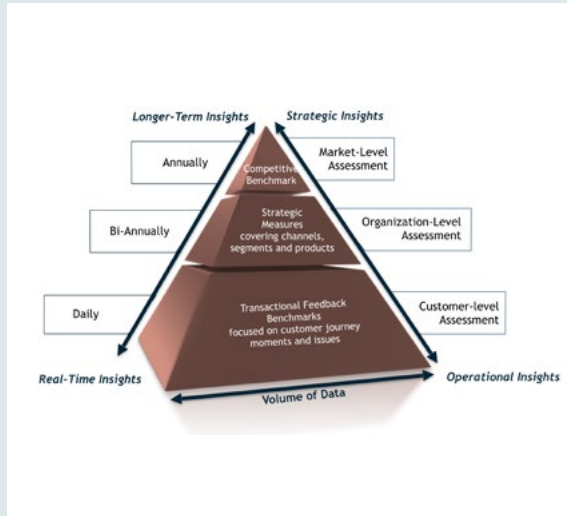 Longer-Term Insights
Strategic Insights
Annually
Competitive
Benchmark
Market-Level
Assessment
Bi-Annually
Strategic
Measures
covering channels,
segments and products
Organization-Level
Assessment
Daily
Transactional Feedback
Benchmarks
focused on customer journey
moments and issues
Customer-level
Assessment
Real-Time Insights
Volume of Data
Operational Insights